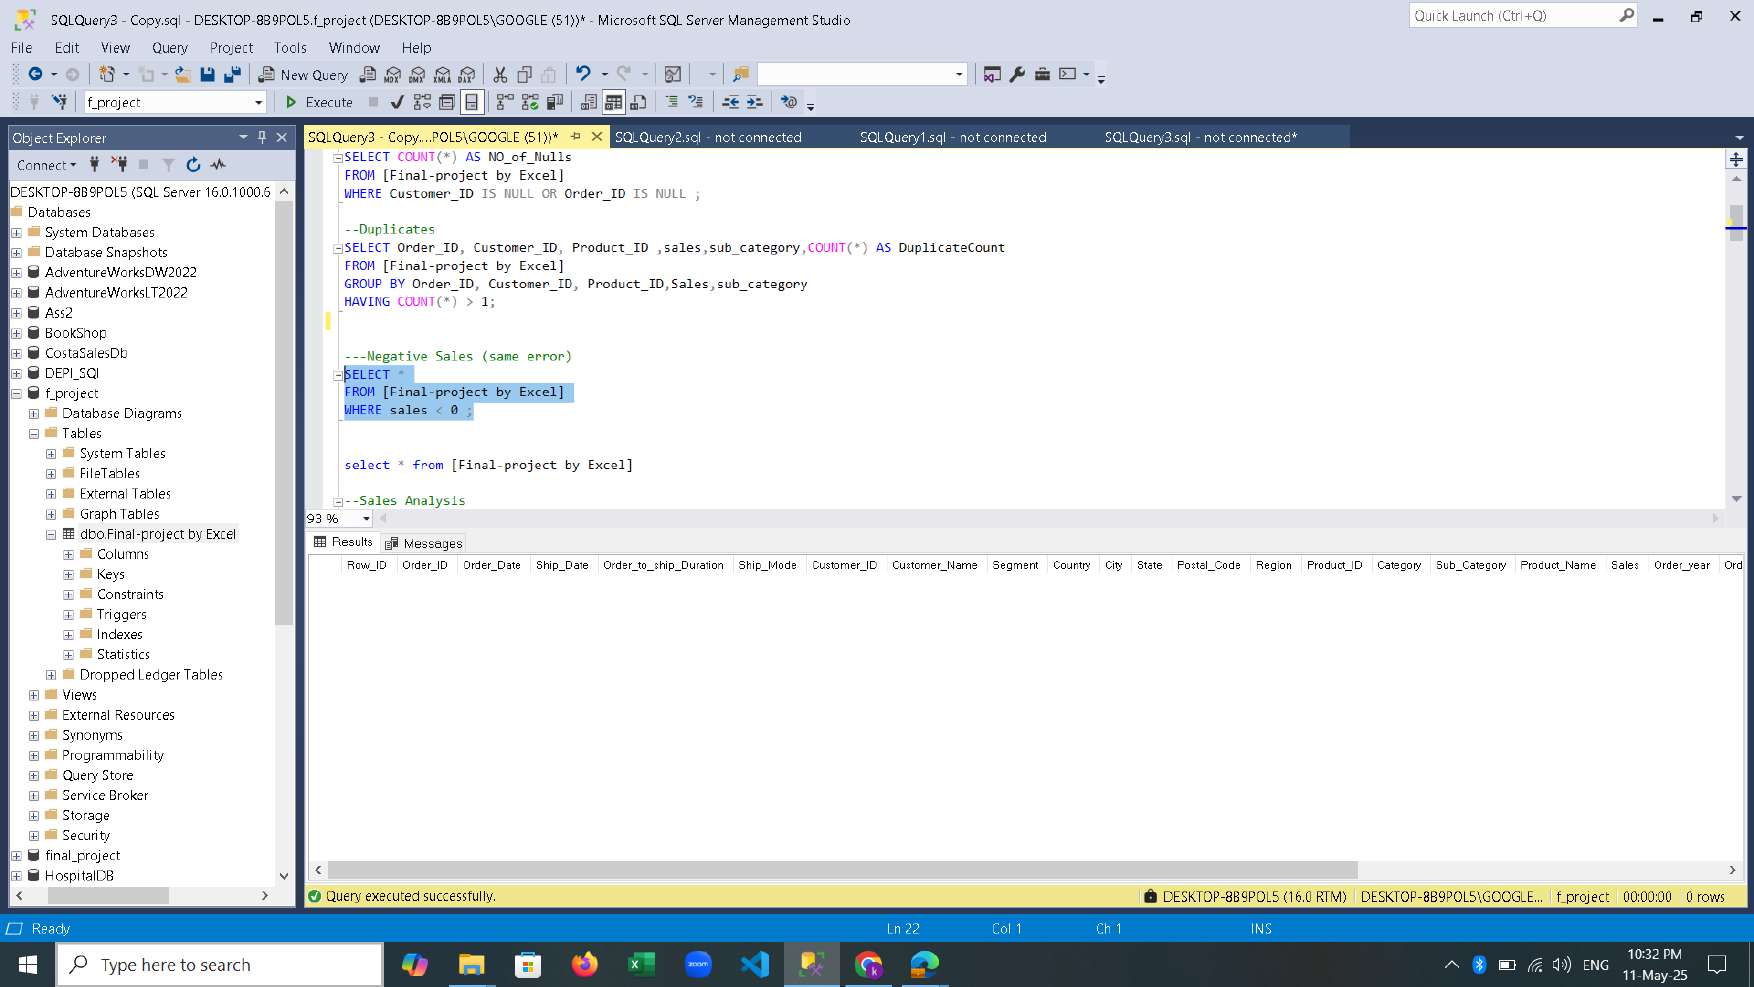 SQLQuery3 - Copy.sql - DESKTOP-8B9POL5.f_project (DESKTOP-8B9POL5\GOOGLE (51))* - Microsoft SQL Server Management Studio
Quick Launch (Ctrl+Q)
File Edit View Query Project Tools Window Help
New Query
MDX DMX XMLA DAX
f_project
Execute
Object Explorer
SQLQuery3 - Copy....POL5\GOOGLE (51))*
SQLQuery2.sql - not connected
SQLQuery1.sql - not connected
SQLQuery3.sql - not connected*
Connect
DESKTOP-8B9POL5 (SQL Server 16.0.1000.6
Databases
System Databases
Database Snapshots
AdventureWorksDW2022
AdventureWorksLT2022
Ass2
BookShop
CostaSalesDb
DEPI_SQl
f_project
Database Diagrams
Tables
System Tables
FileTables
External Tables
Graph Tables
dbo.Final-project by Excel
Columns
Keys
Constraints
Triggers
Indexes
Statistics
Dropped Ledger Tables
Views
External Resources
Synonyms
Programmability
Query Store
Service Broker
Storage
Security
final_project
HospitalDB
SELECT COUNT(*) AS NO_of_Nulls
FROM [Final-project by Excel]
WHERE Customer_ID IS NULL OR Order_ID IS NULL ;
--Duplicates
SELECT Order_ID, Customer_ID, Product_ID ,sales,sub_category,COUNT(*) AS DuplicateCount
FROM [Final-project by Excel]
GROUP BY Order_ID, Customer_ID, Product_ID,Sales,sub_category
HAVING COUNT(*) > 1;
---Negative Sales (same error)
SELECT *
FROM [Final-project by Excel]
WHERE sales < 0 ;
select * from [Final-project by Excel]
--Sales Analysis
93 %
Results Messages
Row_ID Order_ID Order_Date Ship_Date Order_to_ship_Duration Ship_Mode Customer_ID Customer_Name Segment Country City State Postal_Code Region Product_ID Category Sub_Category Product_Name Sales Order_year Ord
Query executed successfully.
DESKTOP-8B9POL5 (16.0 RTM) DESKTOP-8B9POL5\GOOGLE... f_project 00:00:00 0 rows
Ready
Ln 22 Col 1 Ch 1 INS
Type here to search
zoom
k
ENG
10:32 PM
11-May-25